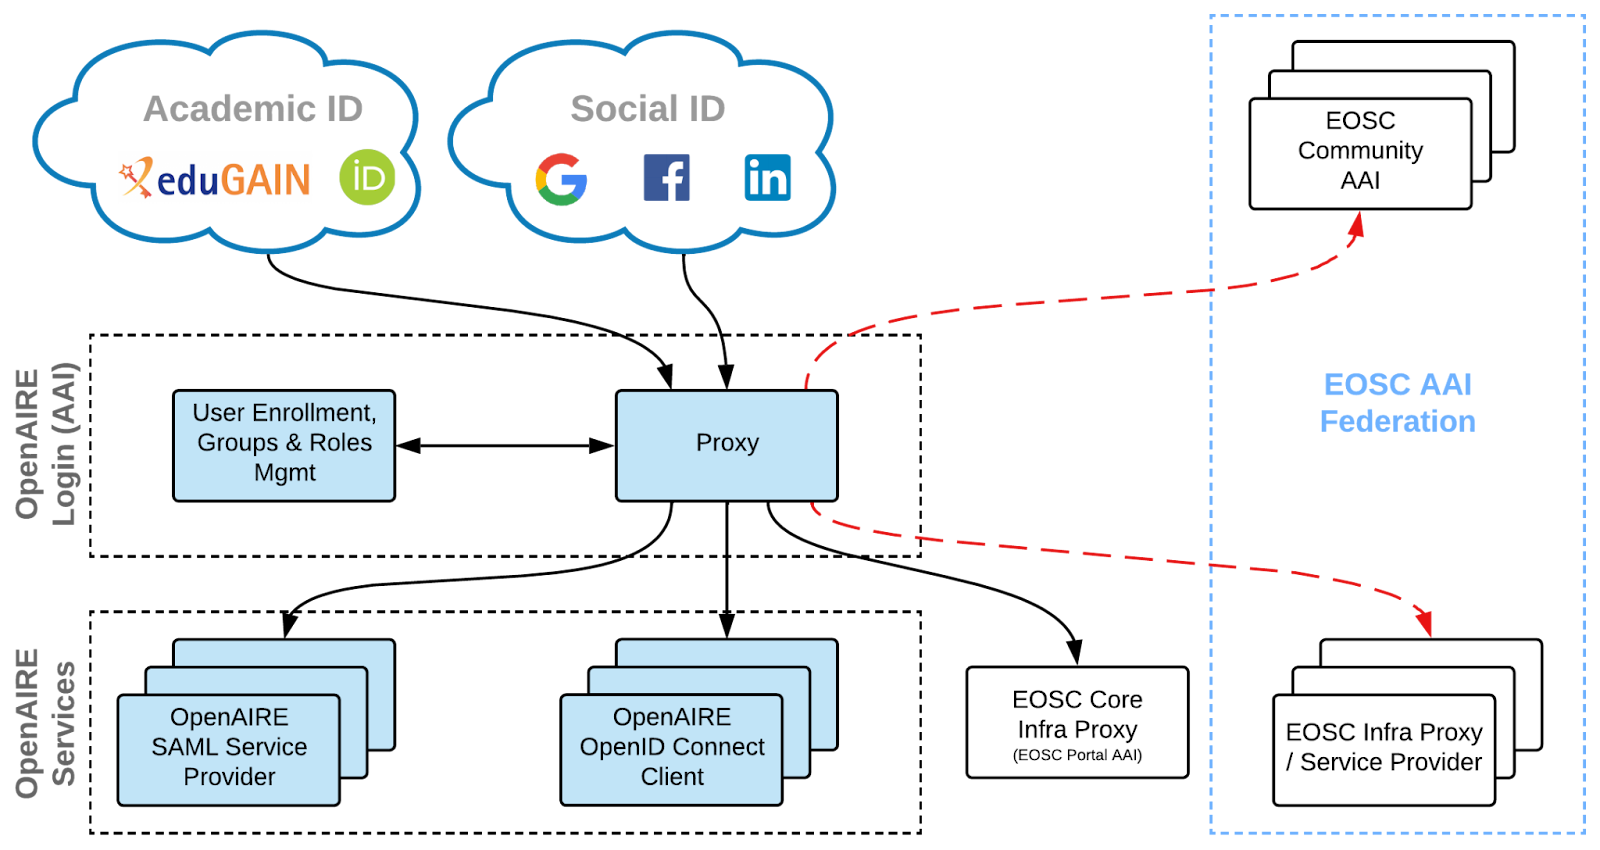 Academic ID
eduGAIN
iD
Social ID
G
f
in
EOSC
Community
AAI
EOSC AAI
Federation
OpenAIRE
Login (AAI)
User Enrollment,
Groups & Roles
Mgmt
Proxy
OpenAIRE
Services
OpenAIRE
SAML Service
Provider
OpenAIRE
OpenID Connect
Client
EOSC Core
Infra Proxy
(EOSC Portal AAI)
EOSC Infra Proxy
/ Service Provider